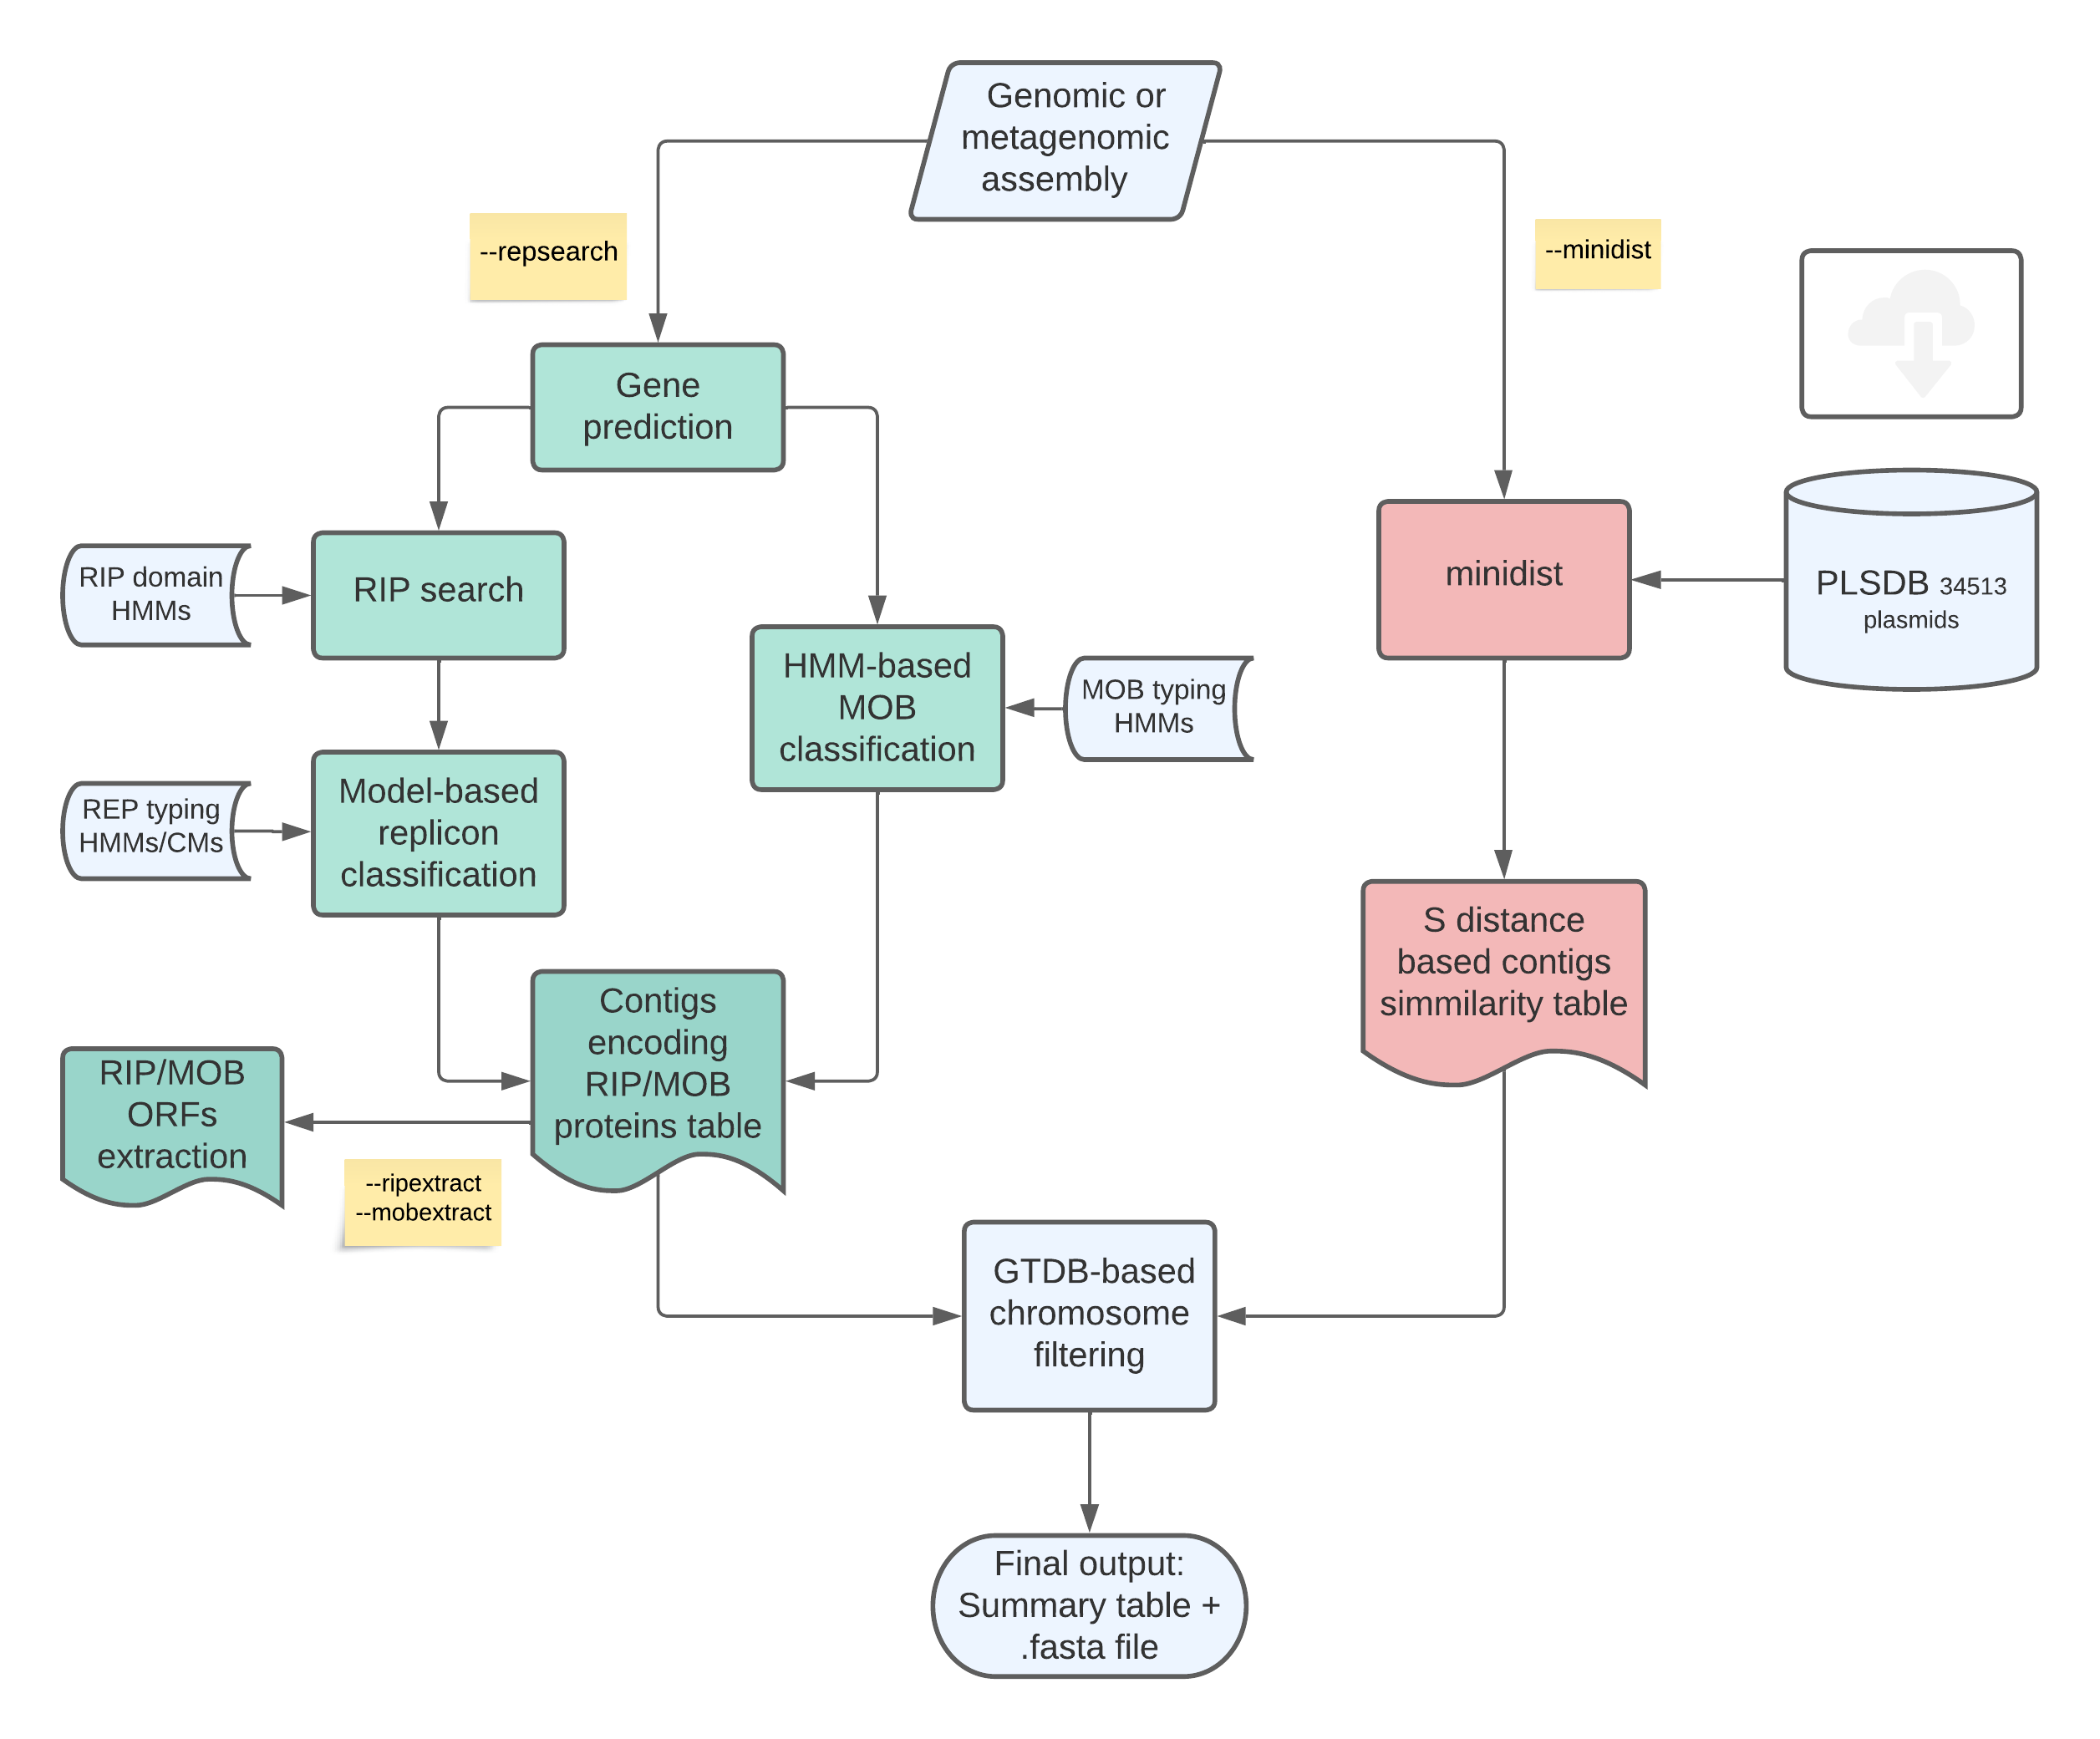 Genomic or
metagenomic
assembly
--repsearch
--minidist
Gene
prediction
RIP domain
HMMs
RIP search
minidist
PLSDB 34513
plasmids
HMM-based
MOB
classification
MOB typing
HMMs
REP typing
HMMs/CMs
Model-based
replicon
classification
S distance
based contigs
simmilarity table
Contigs
encoding
RIP/MOB
proteins table
RIP/MOB
ORFs
extraction
--ripextract
--mobextract
GTDB-based
chromosome
filtering
Final output:
Summary table +
.fasta file